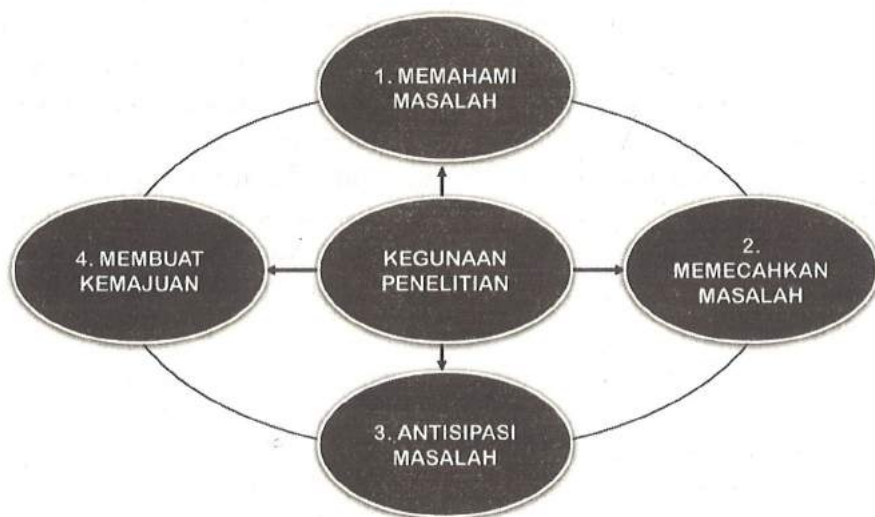 1. MEMAHAMI
MASALAH
4. MEMBUAT
KEMAJUAN
KEGUNAAN
PENELITIAN
2.
MEMECAHKAN
MASALAH
3. ANTISIPASI
MASALAH